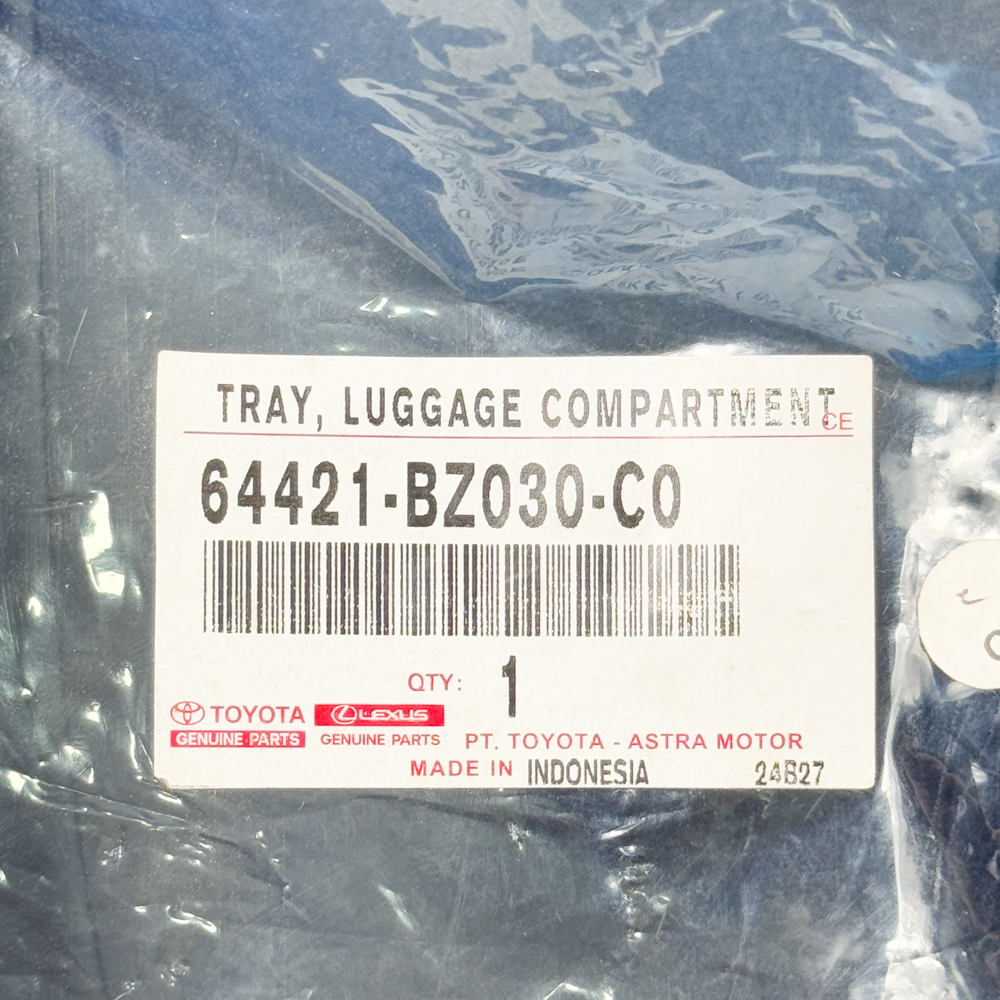 TRAY, LUGGAGE COMPARTMENT
CE
64421-BZ030-C0
QTY: 1
TOYOTA LEXUS
GENUINE PARTS GENUINE PARTS PT. TOYOTA - ASTRA MOTOR
MADE IN INDONESIA 24B27